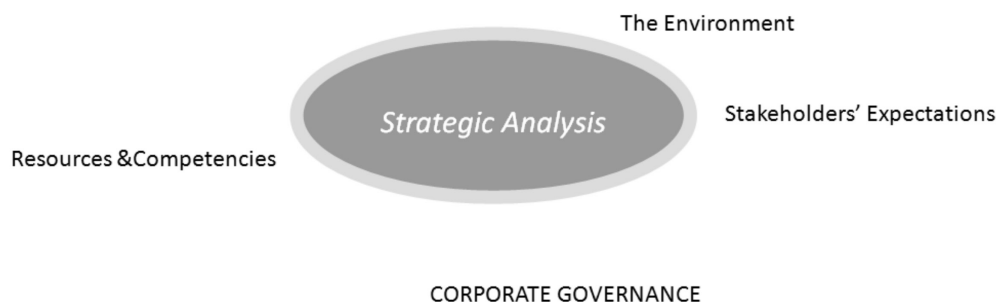 The Environment
Strategic Analysis
Stakeholders’ Expectations
Resources &Competencies
CORPORATE GOVERNANCE